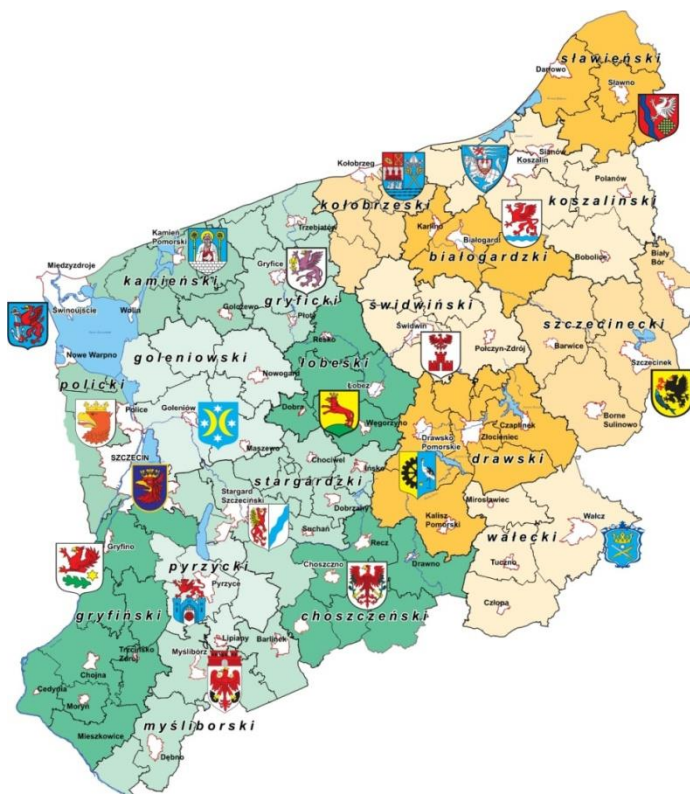 sławieński
Darłowo
Sławno
Sianów
Koszalin
Kołobrzeg
kołobrzeski
Polanów
koszaliński
Trzebiatów
Karlino
Białogard
białogardzki
Bobolice
Biały
Bór
Kamień
Pomorski
kamieński
Gryfice
gryficki
Międzyzdroje
Świnoujście
Wolin
Golczewo
Płoty
świdwiński
Świdwin
Połczyn-Zdrój
szczecinecki
Barwice
Szczecinek
Resko
łobeski
Łobez
Nowe Warpno
goleniowski
Nowogard
policki
Police
Goleniów
Dobra
Węgorzyno
Borne
Sulinowo
Czaplinek
Złocieniec
Drawsko
Pomorskie
drawski
SZCZECIN
Maszewo
Chociwel
Ińsko
stargardzki
Stargard
Szczeciński
Dobrzany
Suchań
Mirosławiec
Kalisz
Pomorski
wałecki
Wałcz
Tuczno
Człopa
Gryfino
gryfiński
pyrzycki
Pyrzyce
Choszczno
Recz
Drawno
choszczeński
Lipiany
Barlinek
Myślibórz
myśliborski
Trzcińsko
Zdrój
Chojna
Cedynia
Moryń
Mieszkowice
Dębno